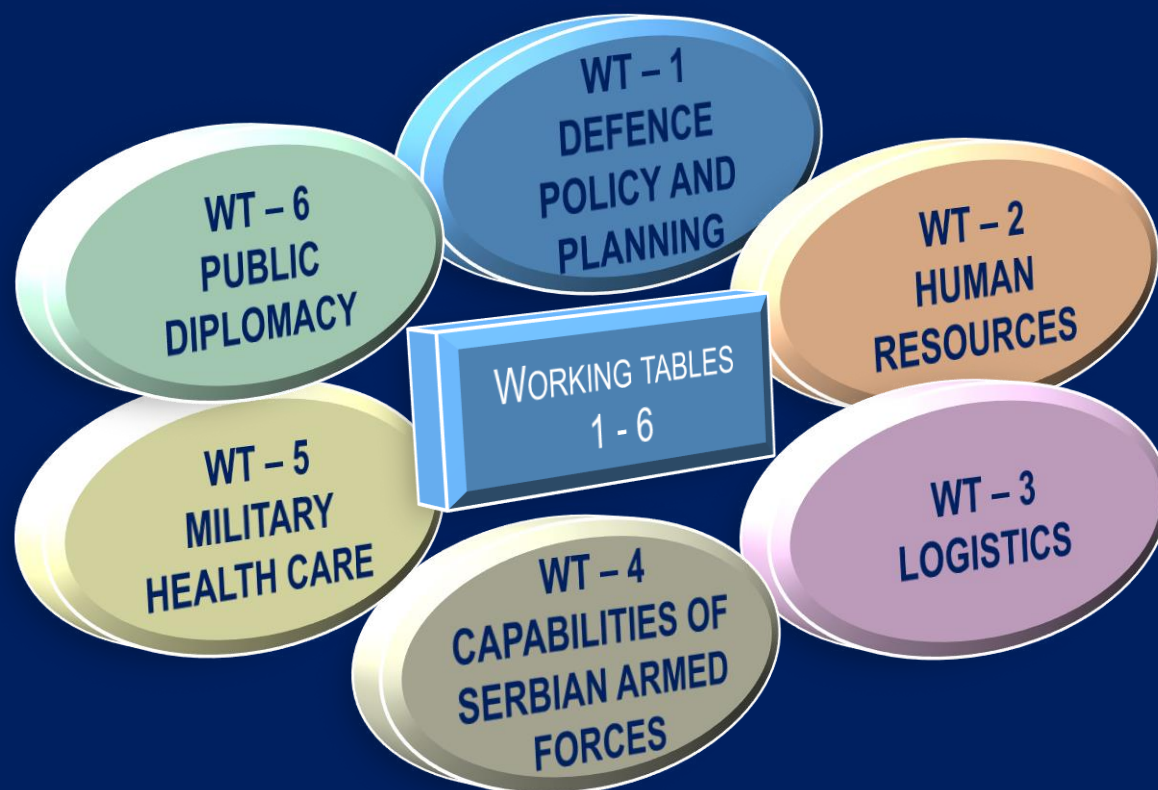 WT – 1
DEFENCE
POLICY AND
PLANNING
WT – 2
HUMAN
RESOURCES
WT – 3
LOGISTICS
WT – 4
CAPABILITIES OF
SERBIAN ARMED
FORCES
WT – 5
MILITARY
HEALTH CARE
WT – 6
PUBLIC
DIPLOMACY
WORKING TABLES
1 - 6